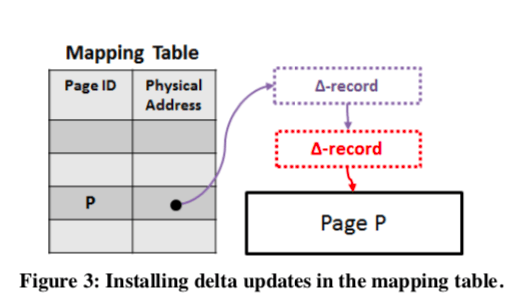 Mapping Table
Page ID
Physical
Address
Δ-record
Δ-record
P
Page P
Figure 3: Installing delta updates in the mapping table.